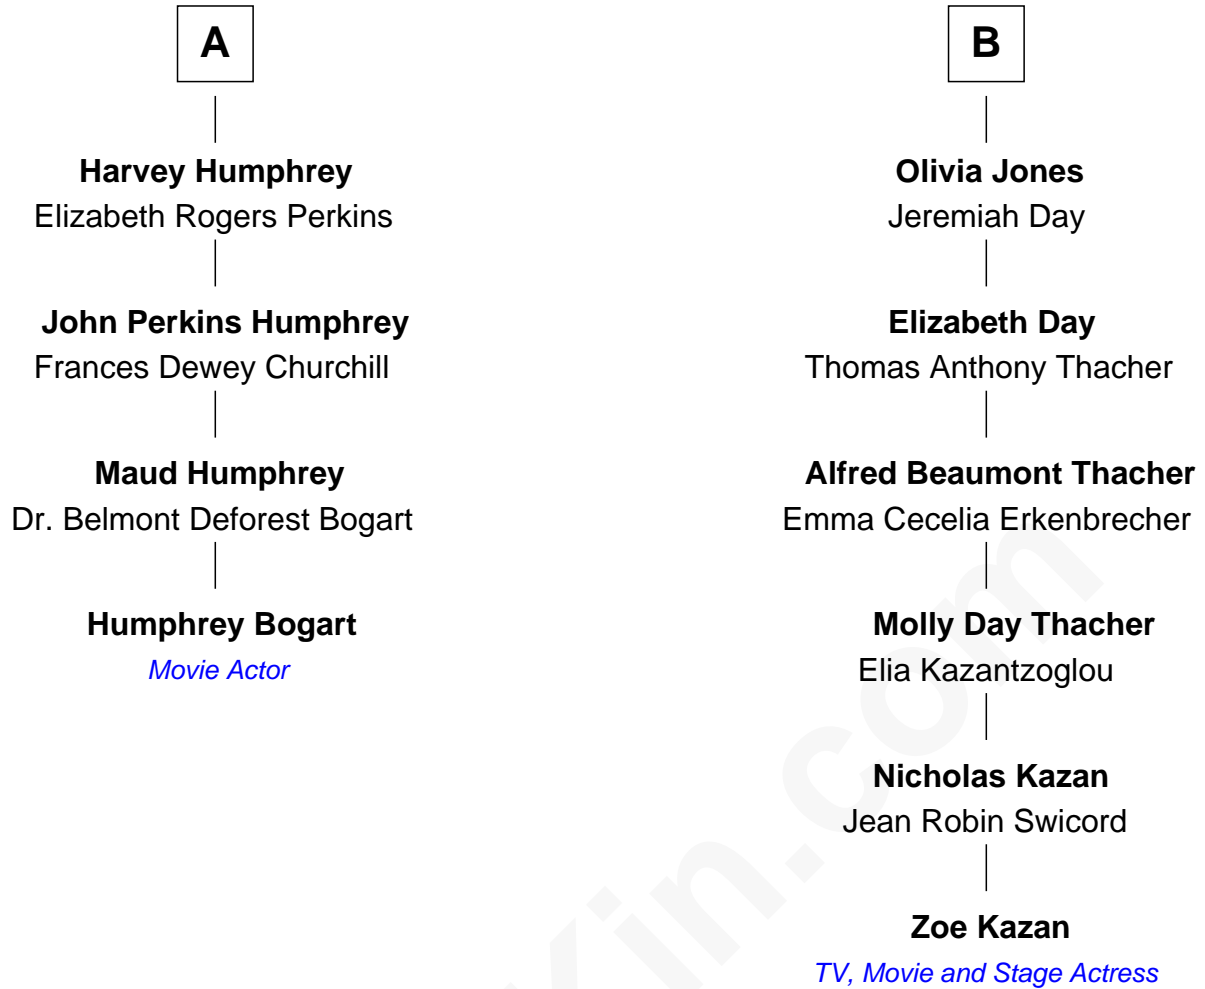 A
Harvey Humphrey
Elizabeth Rogers Perkins
John Perkins Humphrey
Frances Dewey Churchill
Maud Humphrey
Dr. Belmont Deforest Bogart
Humphrey Bogart
Movie Actor
B
Olivia Jones
Jeremiah Day
Elizabeth Day
Thomas Anthony Thacher
Alfred Beaumont Thacher
Emma Cecelia Erkenbrecher
Molly Day Thacher
Elia Kazantzoglou
Nicholas Kazan
Jean Robin Swicord
Zoe Kazan
TV, Movie and Stage Actress